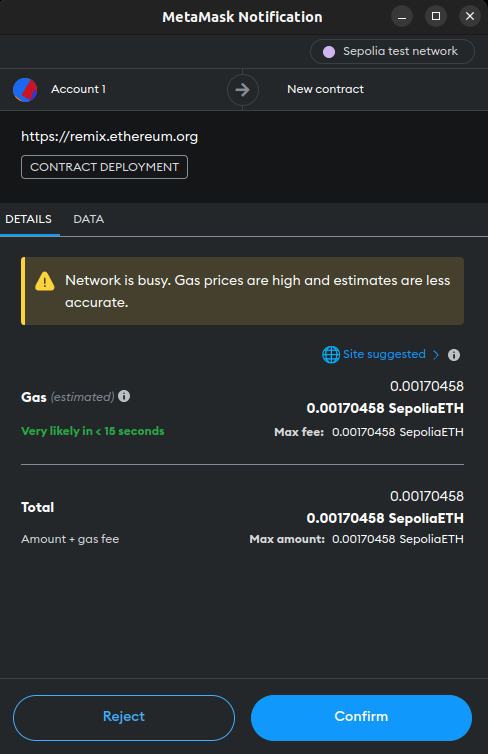 MetaMask Notification
Sepolia test network
Account 1
New contract
https://remix.ethereum.org
CONTRACT DEPLOYMENT
DETAILS
DATA
Network is busy. Gas prices are high and estimates are less
accurate.
Site suggested
0.00170458
Gas (estimated)
0.00170458 SepoliaETH
Very likely in < 15 seconds
Max fee: 0.00170458 SepoliaETH
0.00170458
Total
0.00170458 SepoliaETH
Amount + gas fee
Max amount: 0.00170458 SepoliaETH
Reject
Confirm